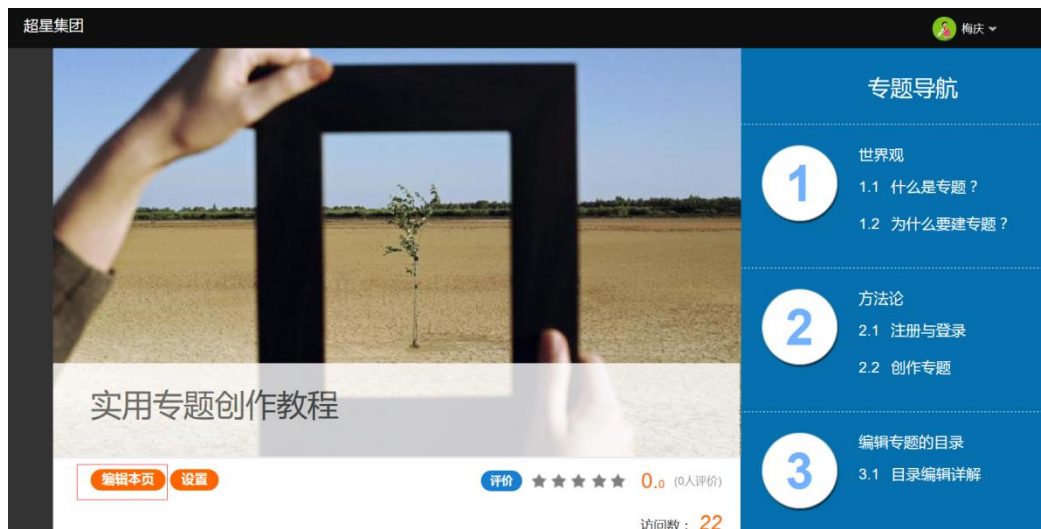 超星集团
梅庆
专题导航
1
世界观
1.1 什么是专题？
1.2 为什么要建专题？
2
方法论
2.1 注册与登录
2.2 创作专题
3
编辑专题的目录
3.1 目录编辑详解
实用专题创作教程
编辑本页 设置
评价 0.0 (0人评价)
访问数： 22